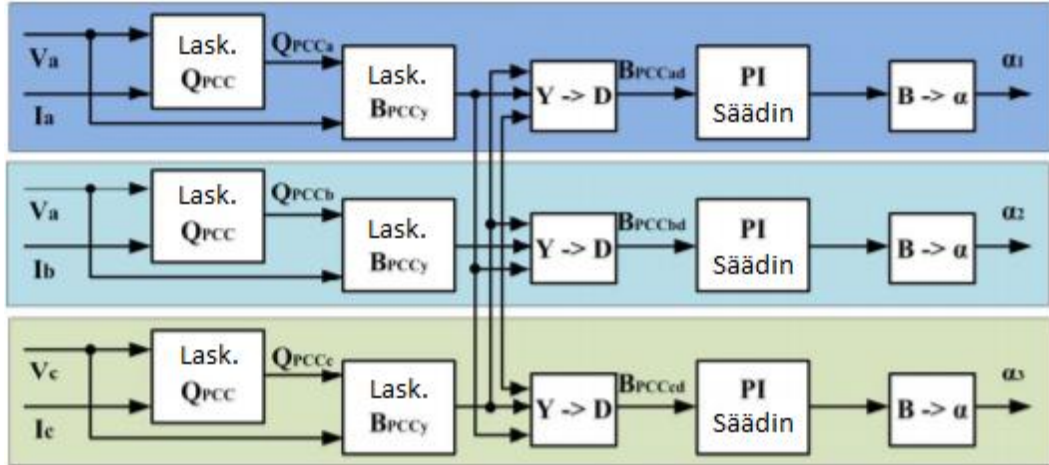 Va
Ia
Lask.
QPCC
QPCCa
Lask.
BPCCy
Y -> D
BPCCad
PI
Säädin
B -> α
α1
Va
Ib
Lask.
QPCC
QPCCb
Lask.
BPCCy
Y -> D
BPCCbd
PI
Säädin
B -> α
α2
Vc
Ic
Lask.
QPCC
QPCCc
Lask.
BPCCy
Y -> D
BPCCcd
PI
Säädin
B -> α
α3